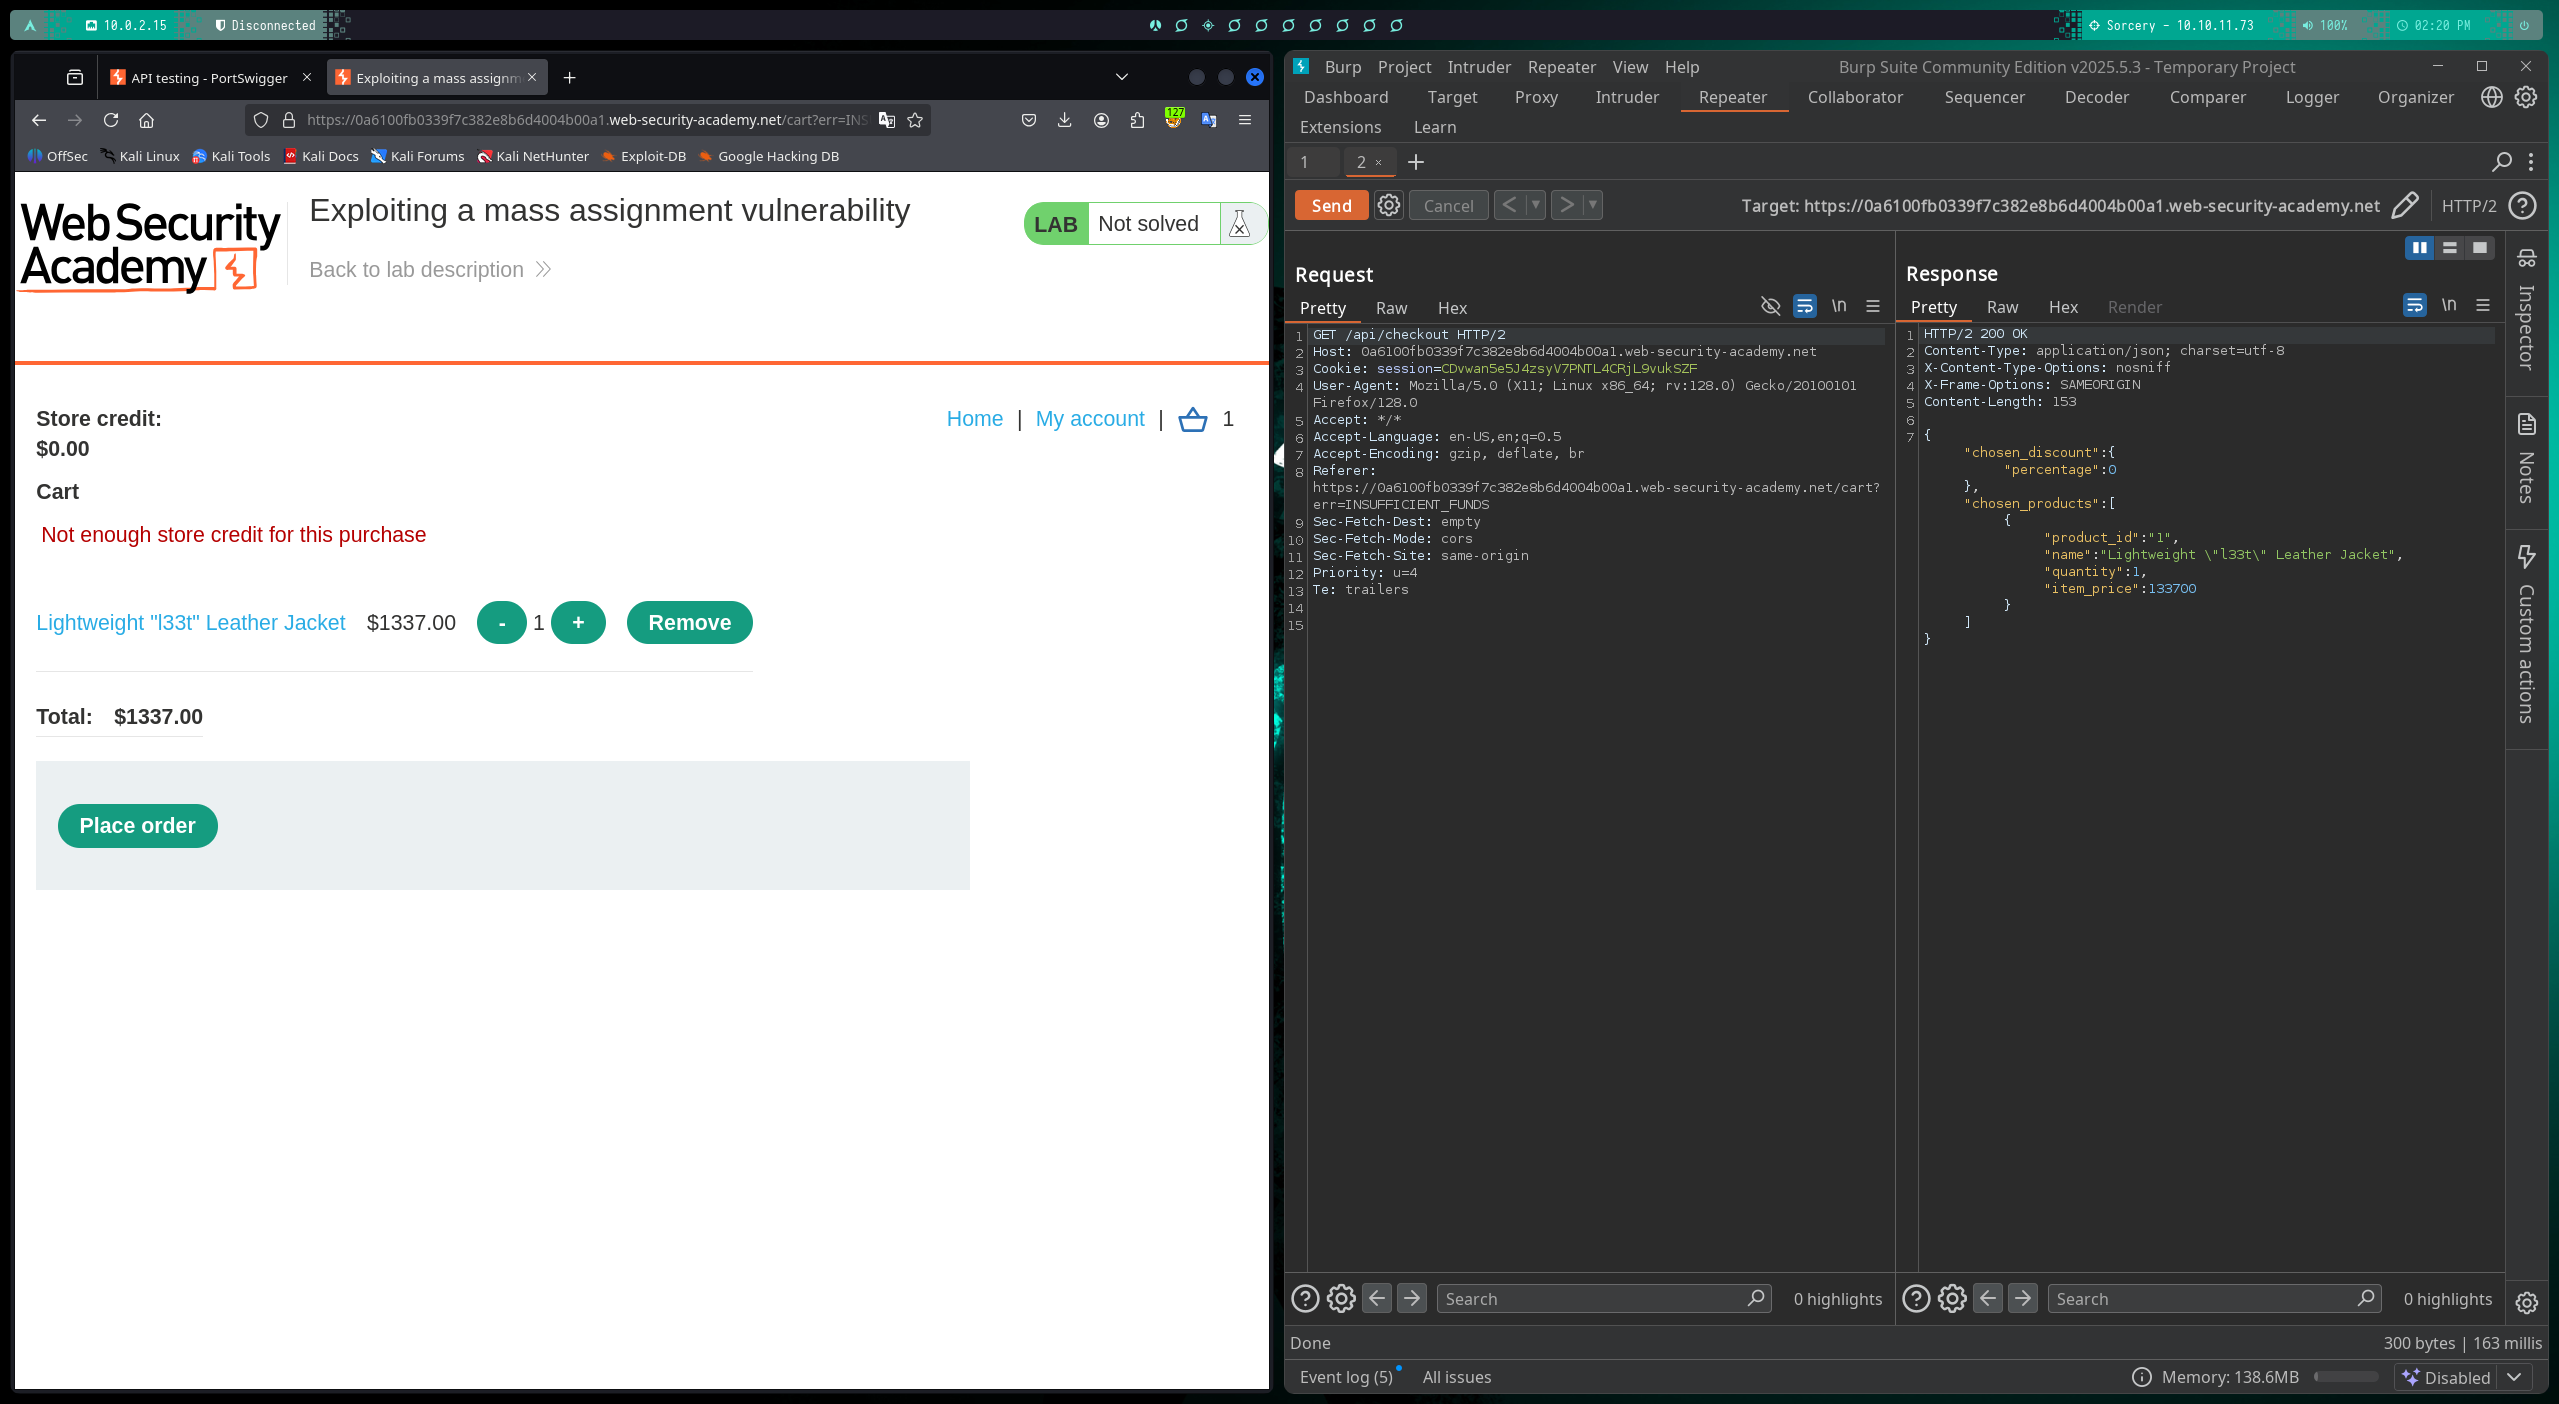 10.0.2.15
Disconnected
Sorcery - 10.10.11.73
100%
02:20 PM
API testing - PortSwigger
Exploiting a mass assignm
https://0a6100fb0339f7c382e8b6d4004b00a1.web-security-academy.net/cart?err=INS
127
OffSec
Kali Linux
Kali Tools
Kali Docs
Kali Forums
Kali NetHunter
Exploit-DB
Google Hacking DB
Web Security
Academy
Exploiting a mass assignment vulnerability
Back to lab description
LAB
Not solved
Store credit:
$0.00
Home | My account | 1
Cart
Not enough store credit for this purchase
Lightweight "l33t" Leather Jacket $1337.00 - 1 + Remove
Total: $1337.00
Place order
Burp Project Intruder Repeater View Help
Burp Suite Community Edition v2025.5.3 - Temporary Project
Dashboard Target Proxy Intruder Repeater Collaborator Sequencer Decoder Comparer Logger Organizer
Extensions Learn
1 2 × +
Send
Cancel
< >
Target: https://0a6100fb0339f7c382e8b6d4004b00a1.web-security-academy.net
HTTP/2
Request
Pretty Raw Hex
\n
1 GET /api/checkout HTTP/2
2 Host: 0a6100fb0339f7c382e8b6d4004b00a1.web-security-academy.net
3 Cookie: session=CDvwan5e5J4zsyV7PNTL4CRjL9vukSZF
4 User-Agent: Mozilla/5.0 (X11; Linux x86_64; rv:128.0) Gecko/20100101
Firefox/128.0
5 Accept: */*
6 Accept-Language: en-US,en;q=0.5
7 Accept-Encoding: gzip, deflate, br
8 Referer:
https://0a6100fb0339f7c382e8b6d4004b00a1.web-security-academy.net/cart?
err=INSUFFICIENT_FUNDS
9 Sec-Fetch-Dest: empty
10 Sec-Fetch-Mode: cors
11 Sec-Fetch-Site: same-origin
12 Priority: u=4
13 Te: trailers
14
15
Search
0 highlights
Response
Pretty Raw Hex Render
\n
1 HTTP/2 200 OK
2 Content-Type: application/json; charset=utf-8
3 X-Content-Type-Options: nosniff
4 X-Frame-Options: SAMEORIGIN
5 Content-Length: 153
6
7 {
"chosen_discount":{
"percentage":0
},
"chosen_products":[
{
"product_id":"1",
"name":"Lightweight \"l33t\" Leather Jacket",
"quantity":1,
"item_price":133700
}
]
}
Search
0 highlights
Inspector
Notes
Custom actions
Done
300 bytes | 163 millis
Event log (5)
All issues
Memory: 138.6MB
Disabled